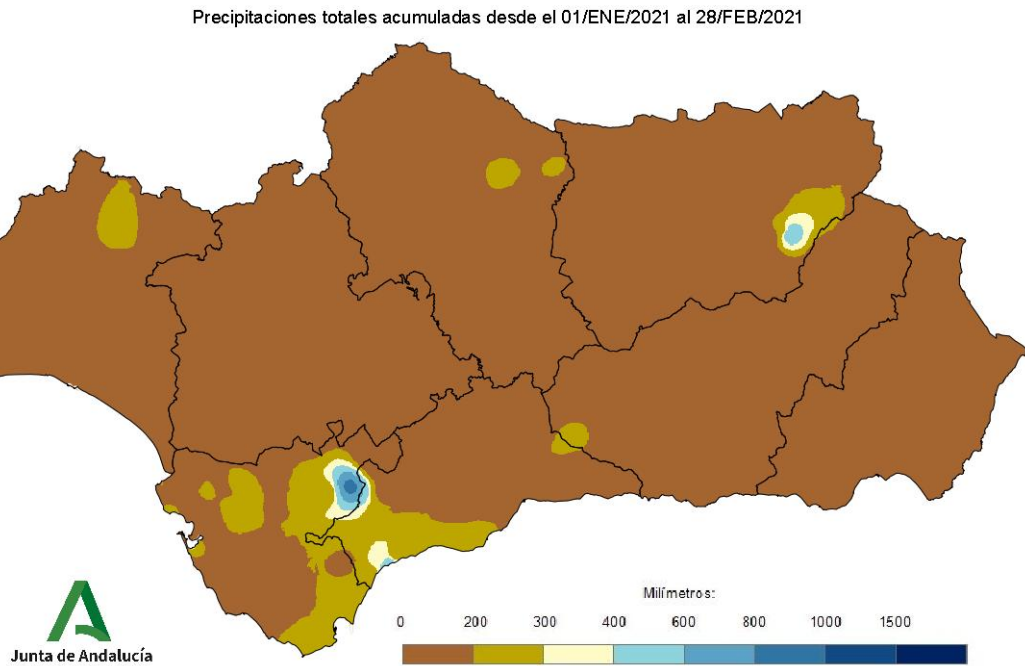 Precipitaciones totales acumuladas desde el 01/ENE/2021 al 28/FEB/2021
Milímetros:
0 200 300 400 600 800 1000 1500
Junta de Andalucía